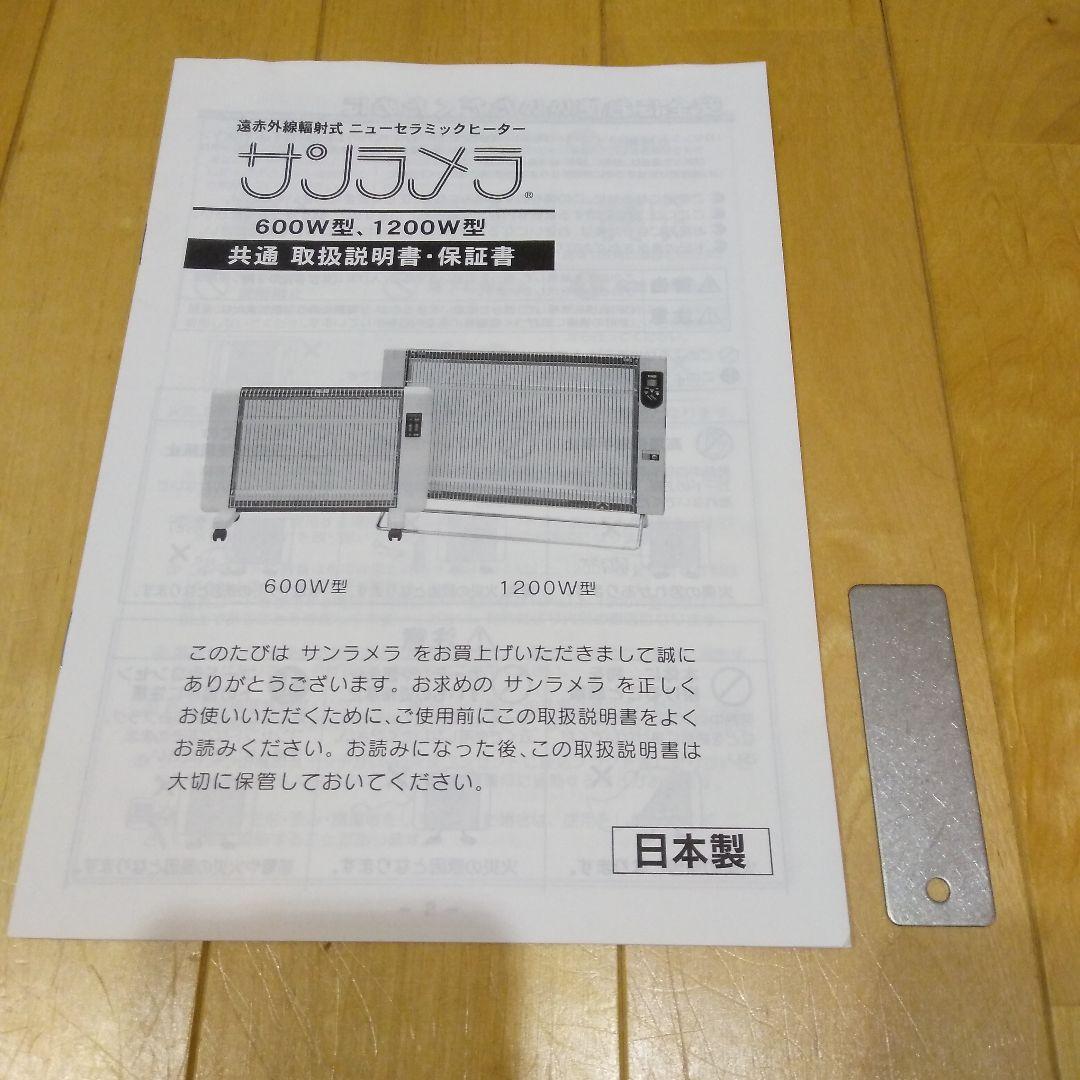 遠赤外線輻射式 ニューセラミックヒーター
サンラメラ®
600W型、1200W型
共通 取扱説明書・保証書
600W型
1200W型
このたびは サンラメラ をお買上げいただきまして誠に
ありがとうございます。お求めの サンラメラ を正しく
お使いいただくために、ご使用前にこの取扱説明書をよく
お読みください。お読みになった後、この取扱説明書は
大切に保管しておいてください。
日本製